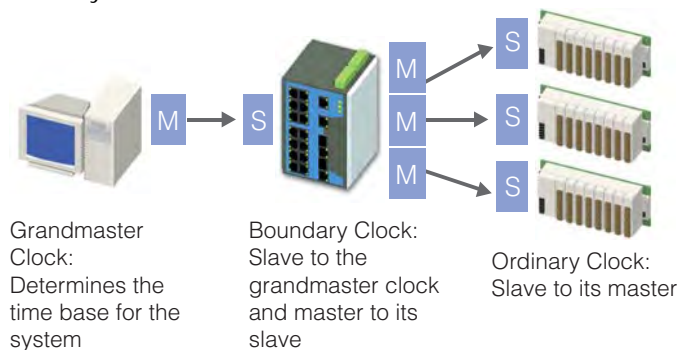 S
M
M
S
M
S
M
S
Grandmaster
Clock:
Determines the
time base for the
system
Boundary Clock:
Slave to the
grandmaster clock
and master to its
slave
Ordinary Clock:
Slave to its master